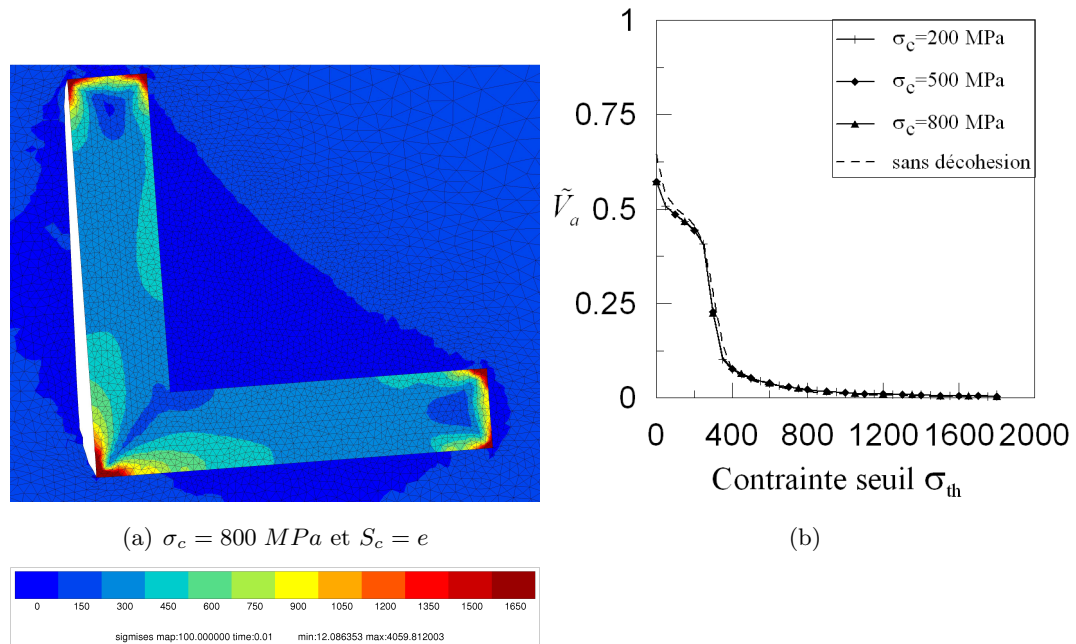 (a) σc = 800 MPa et Sc = e
0 150 300 450 600 750 900 1050 1200 1350 1500 1650
sigmises map:100.000000 time:0.01 min:12.086353 max:4059.812003
1
0.75
0.5
0.25
0
Ṽa
σc=200 MPa
σc=500 MPa
σc=800 MPa
sans décohesion
0 400 800 1200 1600 2000
Contrainte seuil σth
(b)